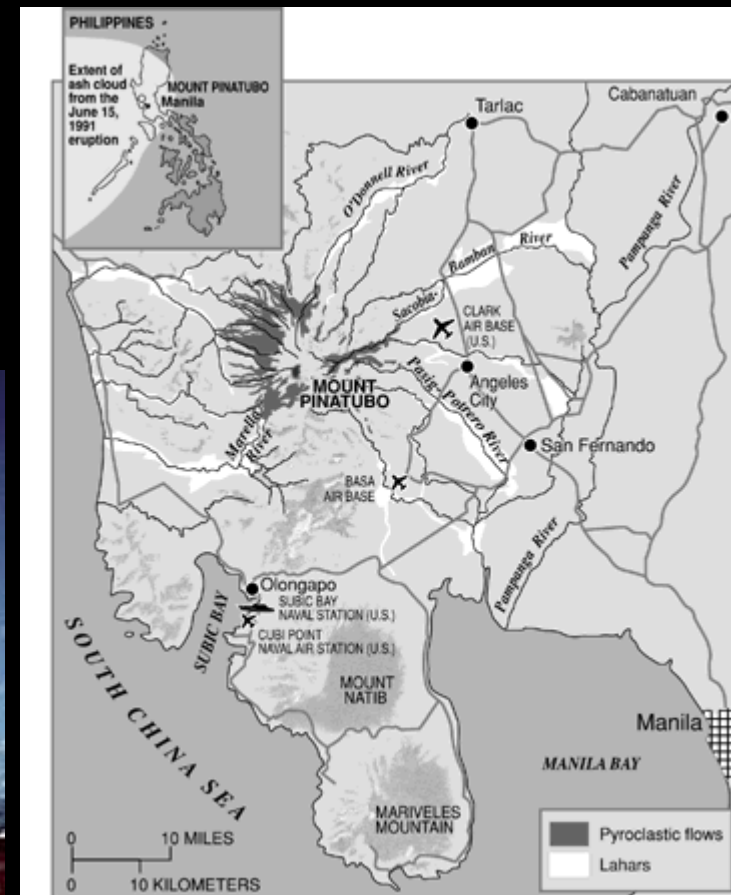 PHILIPPINES
Extent of
ash cloud
from the
June 15,
1991
eruption
MOUNT PINATUBO
Manila
Tarlac
Cabanatuan
O'Donnell River
Pampanga River
Sacobia-Bamban River
CLARK
AIR BASE
(U.S.)
MOUNT
PINATUBO
Angeles
City
Pasig-Potrero River
Marella
River
San Fernando
BASA
AIR BASE
Pampanga River
Olongapo
SUBIC BAY
NAVAL STATION (U.S.)
CUBI POINT
NAVAL AIR STATION (U.S.)
SUBIC BAY
SOUTH CHINA SEA
MOUNT
NATIB
Manila
MANILA BAY
MARIVELES
MOUNTAIN
0 10 MILES
0 10 KILOMETERS
Pyroclastic flows
Lahars